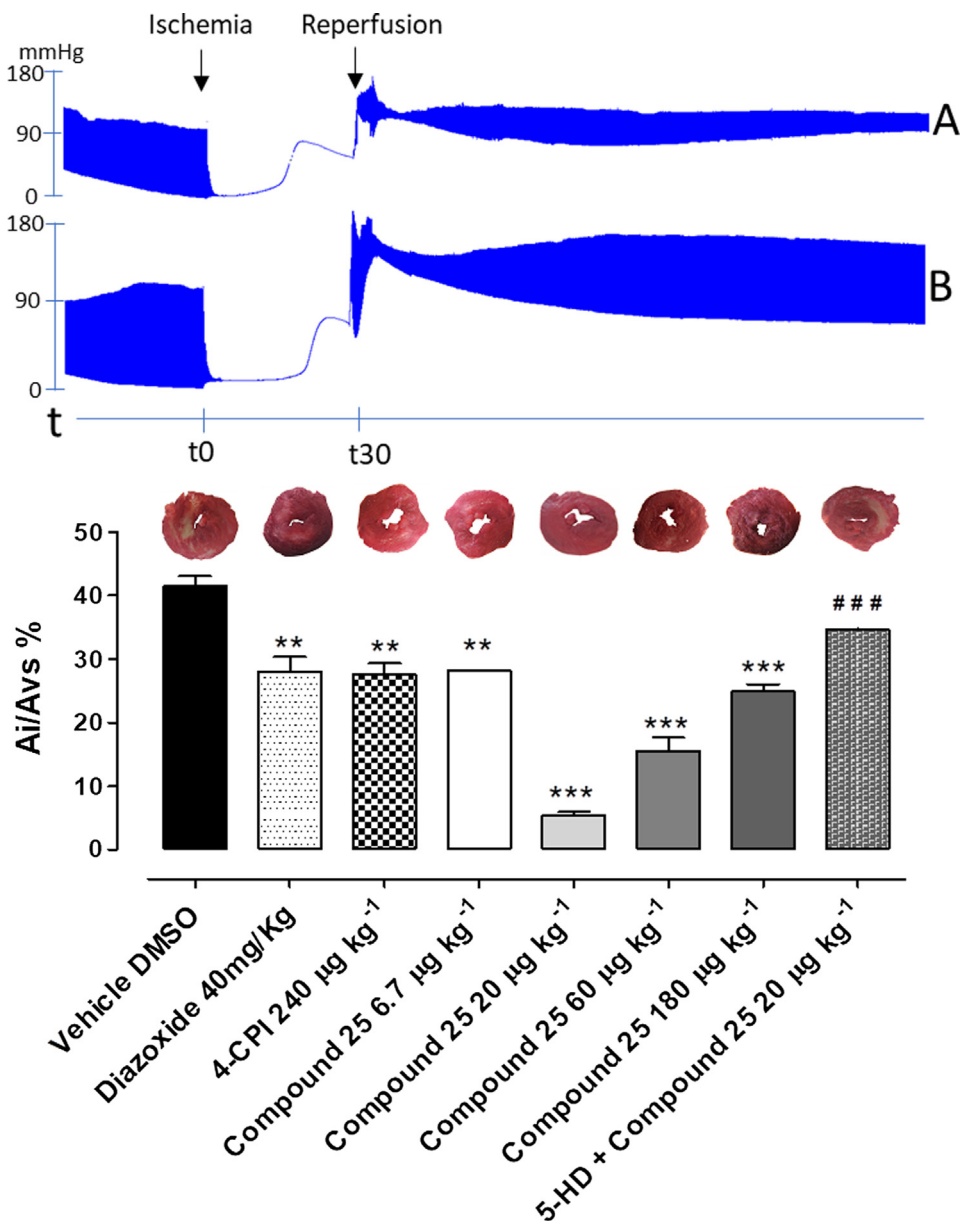 Ischemia Reperfusion
mmHg
180
90
0
A
180
90
0
B
t
t0 t30
50
40
30
20
10
0
Ai/Avs %
** ** ** *** *** *** ###
Vehicle DMSO
Diazoxide 40mg/Kg
4-CPI 240 µg kg⁻¹
Compound 25 6.7 µg kg⁻¹
Compound 25 20 µg kg⁻¹
Compound 25 60 µg kg⁻¹
Compound 25 180 µg kg⁻¹
5-HD + Compound 25 20 µg kg⁻¹